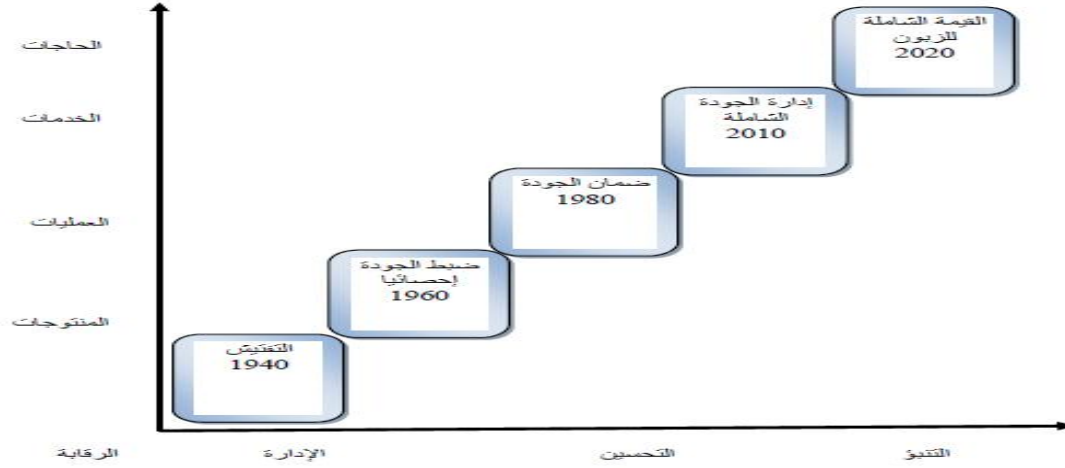 القيمة الشاملة
للزبون
2020
الحاجات
إدارة الجودة
الشاملة
2010
الخدمات
ضمان الجودة
1980
العمليات
ضبط الجودة
إحصائيا
1960
المنتوجات
التفتيش
1940
الرقابة
الإدارة
التحسين
التنبؤ